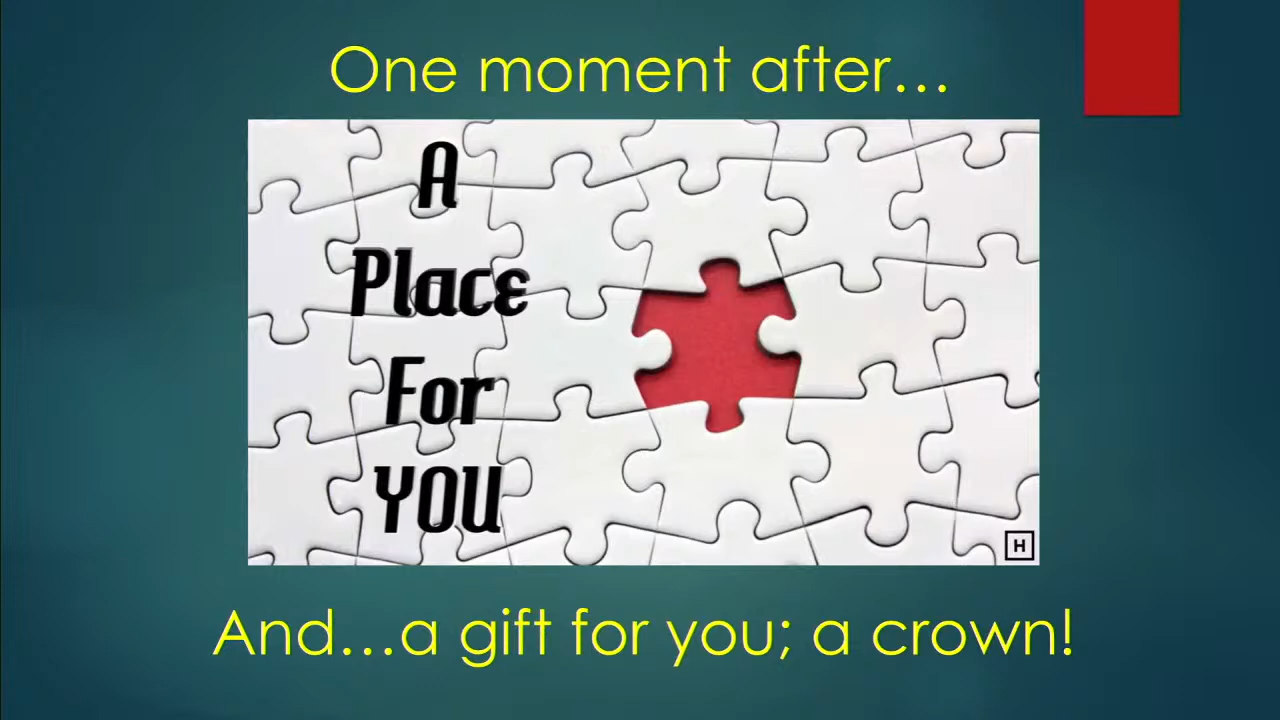 One moment after…
A
Place
For
YOU
H
And…a gift for you; a crown!